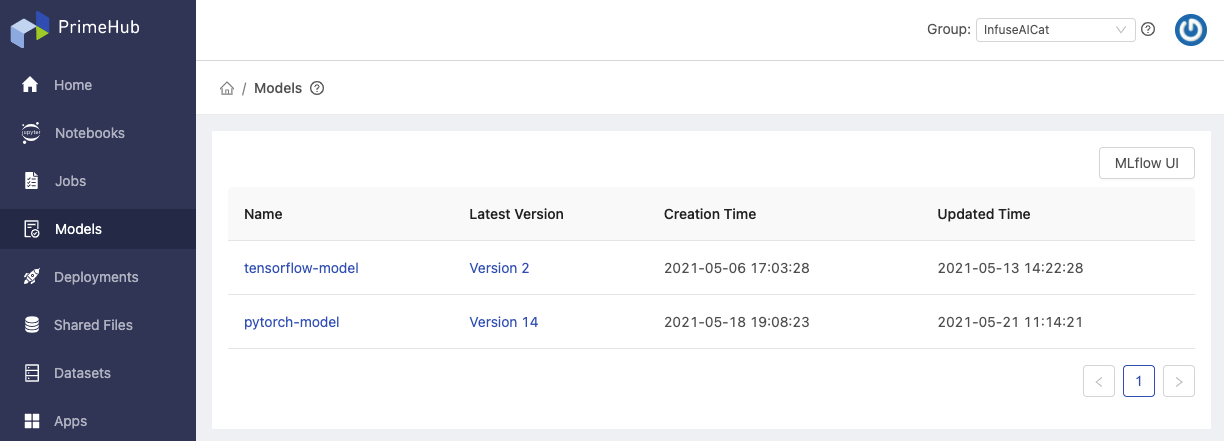 PrimeHub
Group: InfuseAICat
Home
Notebooks
Jobs
Models
Deployments
Shared Files
Datasets
Apps
/ Models
MLflow UI
Name Latest Version Creation Time Updated Time
tensorflow-model Version 2 2021-05-06 17:03:28 2021-05-13 14:22:28
pytorch-model Version 14 2021-05-18 19:08:23 2021-05-21 11:14:21
< 1 >